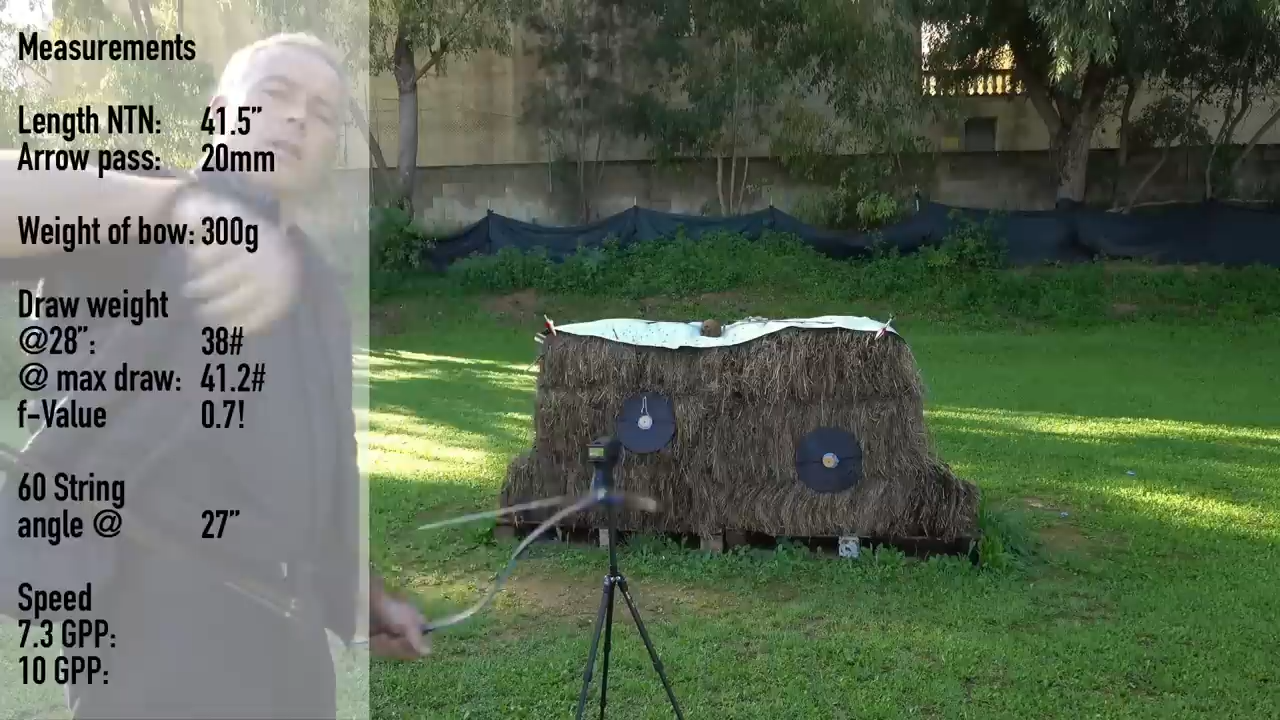 Measurements
Length NTN: 41.5"
Arrow pass: 20mm
Weight of bow: 300g
Draw weight
@28": 38#
@ max draw: 41.2#
f-Value 0.7!
60 String
angle @ 27"
Speed
7.3 GPP:
10 GPP: